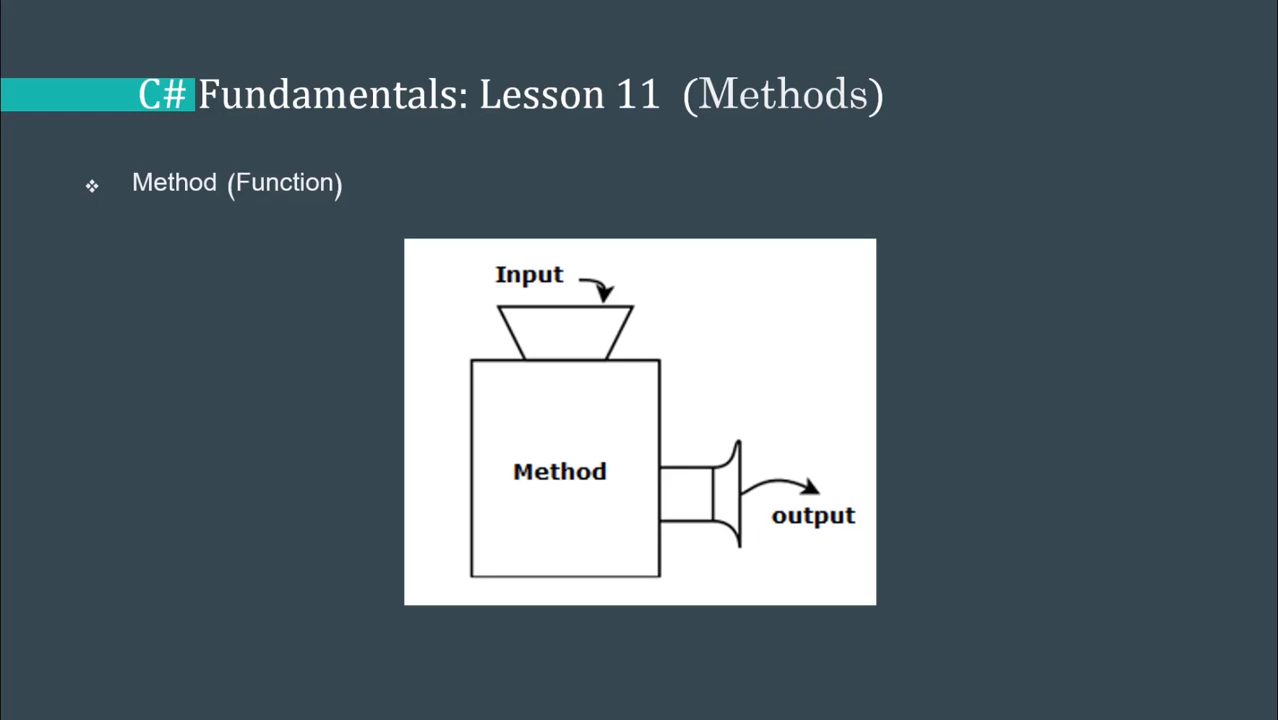 C# Fundamentals: Lesson 11 (Methods)
❖ Method (Function)
Input
Method
output